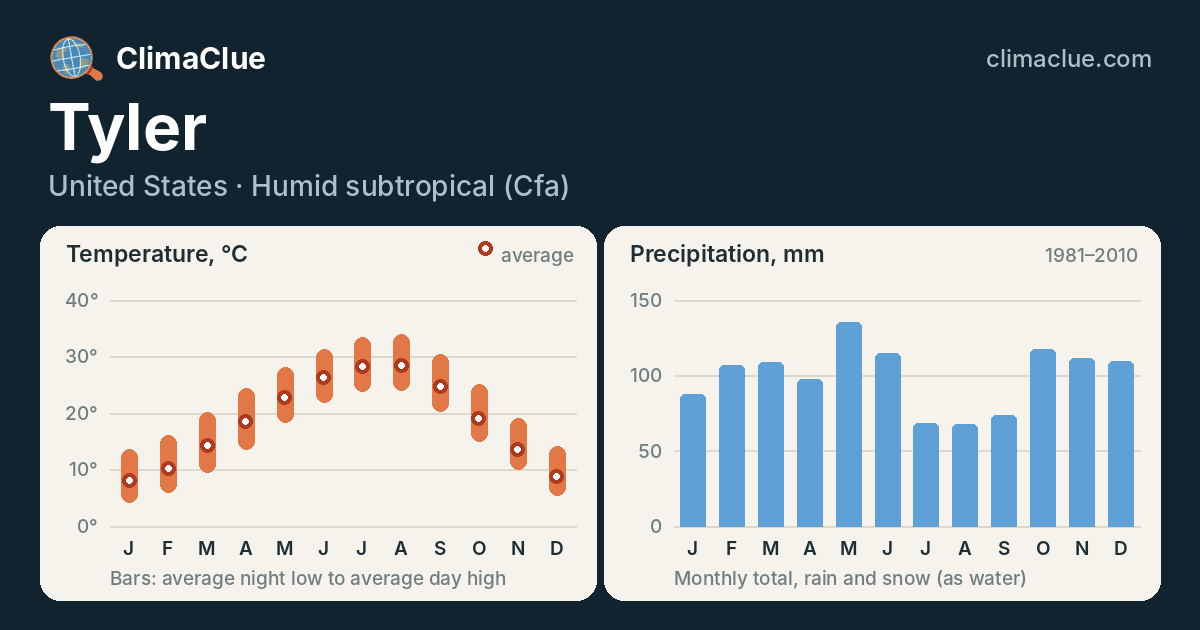 ClimaClue
climaclue.com
Tyler
United States · Humid subtropical (Cfa)
Temperature, °C
average
40°
30°
20°
10°
0°
J F M A M J J A S O N D
Bars: average night low to average day high
Precipitation, mm
1981–2010
150
100
50
0
J F M A M J J A S O N D
Monthly total, rain and snow (as water)